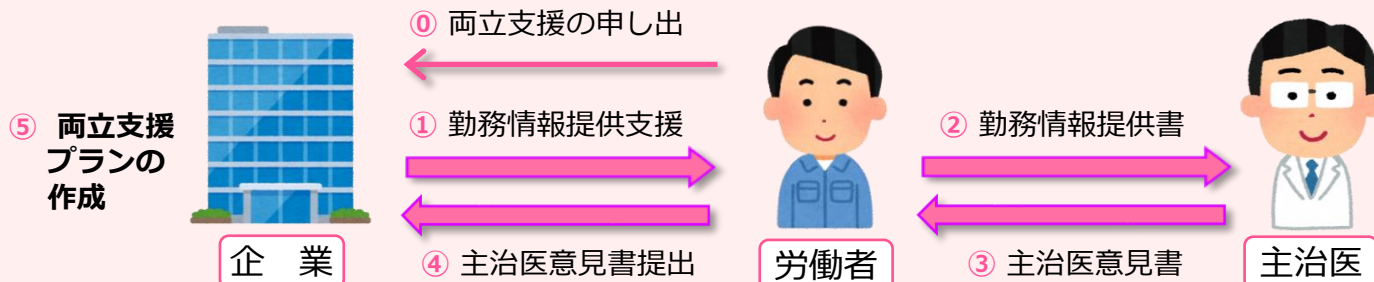 ⓪ 両立支援の申し出
① 勤務情報提供支援
② 勤務情報提供書
⑤ 両立支援
プランの
作成
④ 主治医意見書提出
③ 主治医意見書
企　業
労働者
主治医